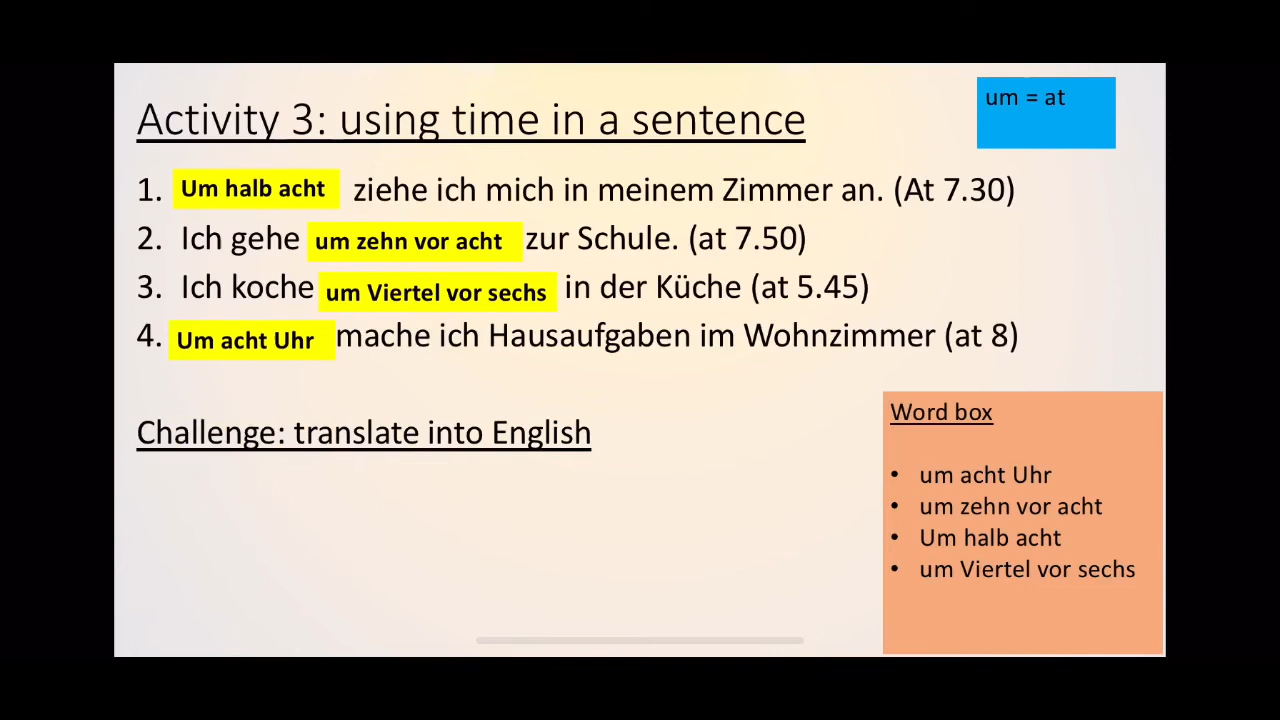 Activity 3: using time in a sentence
um = at
1. Um halb acht ziehe ich mich in meinem Zimmer an. (At 7.30)
2. Ich gehe um zehn vor acht zur Schule. (at 7.50)
3. Ich koche um Viertel vor sechs in der Küche (at 5.45)
4. Um acht Uhr mache ich Hausaufgaben im Wohnzimmer (at 8)
Challenge: translate into English
Word box
• um acht Uhr
• um zehn vor acht
• Um halb acht
• um Viertel vor sechs